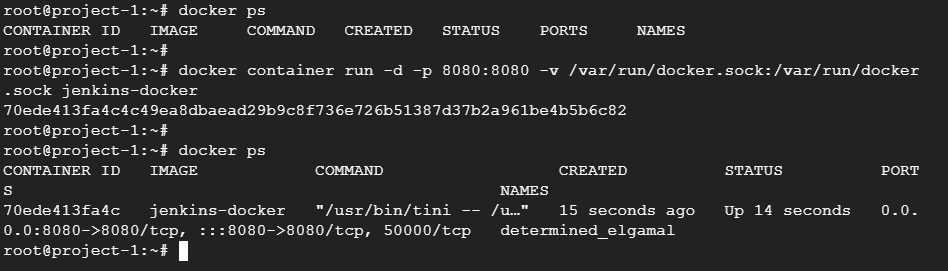 root@project-1:~# docker ps
CONTAINER ID   IMAGE     COMMAND   CREATED   STATUS    PORTS     NAMES
root@project-1:~#
root@project-1:~# docker container run -d -p 8080:8080 -v /var/run/docker.sock:/var/run/docker
.sock jenkins-docker
70ede413fa4c4c49ea8dbaead29b9c8f736e726b51387d37b2a961be4b5b6c82
root@project-1:~#
root@project-1:~# docker ps
CONTAINER ID   IMAGE            COMMAND                  CREATED          STATUS          PORT
S                                                  NAMES
70ede413fa4c   jenkins-docker   "/usr/bin/tini -- /u…"   15 seconds ago   Up 14 seconds   0.0.
0.0:8080->8080/tcp, :::8080->8080/tcp, 50000/tcp   determined_elgamal
root@project-1:~#